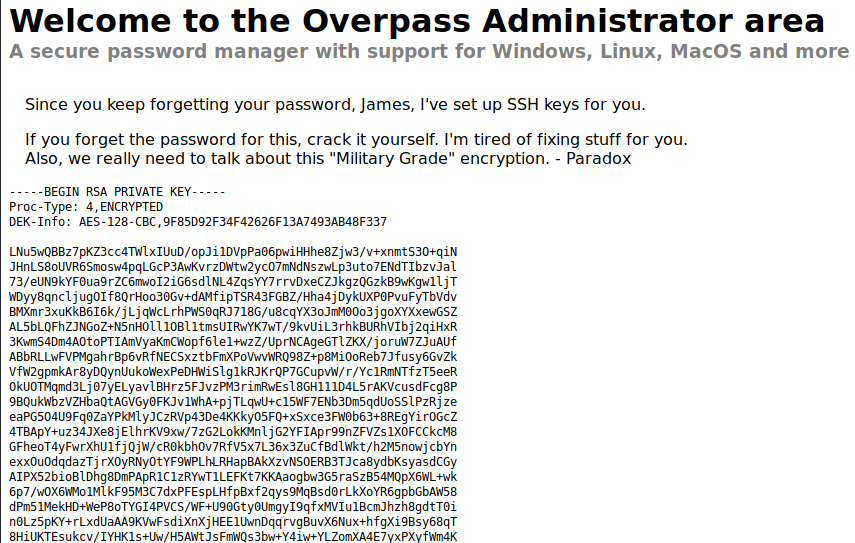 Welcome to the Overpass Administrator area
A secure password manager with support for Windows, Linux, MacOS and more
Since you keep forgetting your password, James, I've set up SSH keys for you.
If you forget the password for this, crack it yourself. I'm tired of fixing stuff for you.
Also, we really need to talk about this "Military Grade" encryption. - Paradox
-----BEGIN RSA PRIVATE KEY-----
Proc-Type: 4,ENCRYPTED
DEK-Info: AES-128-CBC,9F85D92F34F42626F13A7493AB48F337
LNu5wQBBz7pKZ3cc4TWlxIUuD/opJi1DVpPa06pwiHHhe8Zjw3/v+xnmtS3O+qiN
JHnLS8oUVR6Smosw4pqLGcP3AwKvrzDWtw2ycO7mNdNszwLp3uto7ENdTIbzvJal
73/eUN9kYF0ua9rZC6mwoI2iG6sdlNL4ZqsYY7rrvDxeCZJkgzQGzkB9wKgw1ljT
WDyy8qncljugOIf8QrHoo30Gv+dAMfipTSR43FGBZ/Hha4jDykUXP0PvuFyTbVdv
BMXmr3xuKkB6I6k/jLjqWcLrhPWS0qRJ718G/u8cqYX3oJmM0Oo3jgoXYXxewGSZ
AL5bLQFhZJNGoZ+N5nHOll1OBl1tmsUIRwYK7wT/9kvUiL3rhkBURhVIbj2qiHxR
3KwmS4Dm4AOtoPTIAmVyaKmCWopf6le1+wzZ/UprNCAgeGTlZKX/joruW7ZJuAUf
ABbRLLwFVPMgahrBp6vRfNECSxztbFmXPoVwvWRQ98Z+p8MiOoReb7Jfusy6GvZk
VfW2gpmkAr8yDQynUukoWexPeDHWiSlg1kRJKrQP7GCupvW/r/Yc1RmNTfzT5eeR
OkUOTMqmd3Lj07yELyavlBHrz5FJvzPM3rimRwEsl8GH111D4L5rAKVcusdFcg8P
9BQukWbzVZHbaQtAGVGy0FKJv1WhA+pjTLqwU+c15WF7ENb3Dm5qdUoSSlPzRjze
eaPG5O4U9Fq0ZaYPKMlyJCzRVp43De4KKkyO5FQ+xSxce3FW0b63+8REgYirOGcZ
4TBApY+uz34JXe8jElhrKV9xw/7zG2LokKMnljG2YFIApr99nZFVZs1XOFCCkcM8
GFheoT4yFwrXhU1fjQjW/cR0kbhOv7RfV5x7L36x3ZuCfBdlWkt/h2M5nowjcbYn
exxOuOdqdazTjrXOyRNyOtYF9WPLhLRHapBAkXzvNSOERB3TJca8ydbKsyasdCGy
AIPX52bioBlDhg8DmPApR1C1zRYwT1LEFKt7KKAaogbw3G5raSzB54MQpX6WL+wk
6p7/wOX6WMo1MlkF95M3C7dxPFEspLHfpBxf2qys9MqBsd0rLkXoYR6gpbGbAW58
dPm51MekHD+WeP8oTYGI4PVCS/WF+U90Gty0UmgyI9qfxMVIu1BcmJhzh8gdtT0i
n0Lz5pKY+rLxdUaAA9KVwFsdiXnXjHEE1UwnDqqrvgBuvX6Nux+hfgXi9Bsy68qT
8HiUKTEsukcv/IYHK1s+Uw/H5AWtJsFmWQs3bw+Y4iw+YLZomXA4E7yxPXyfWm4K